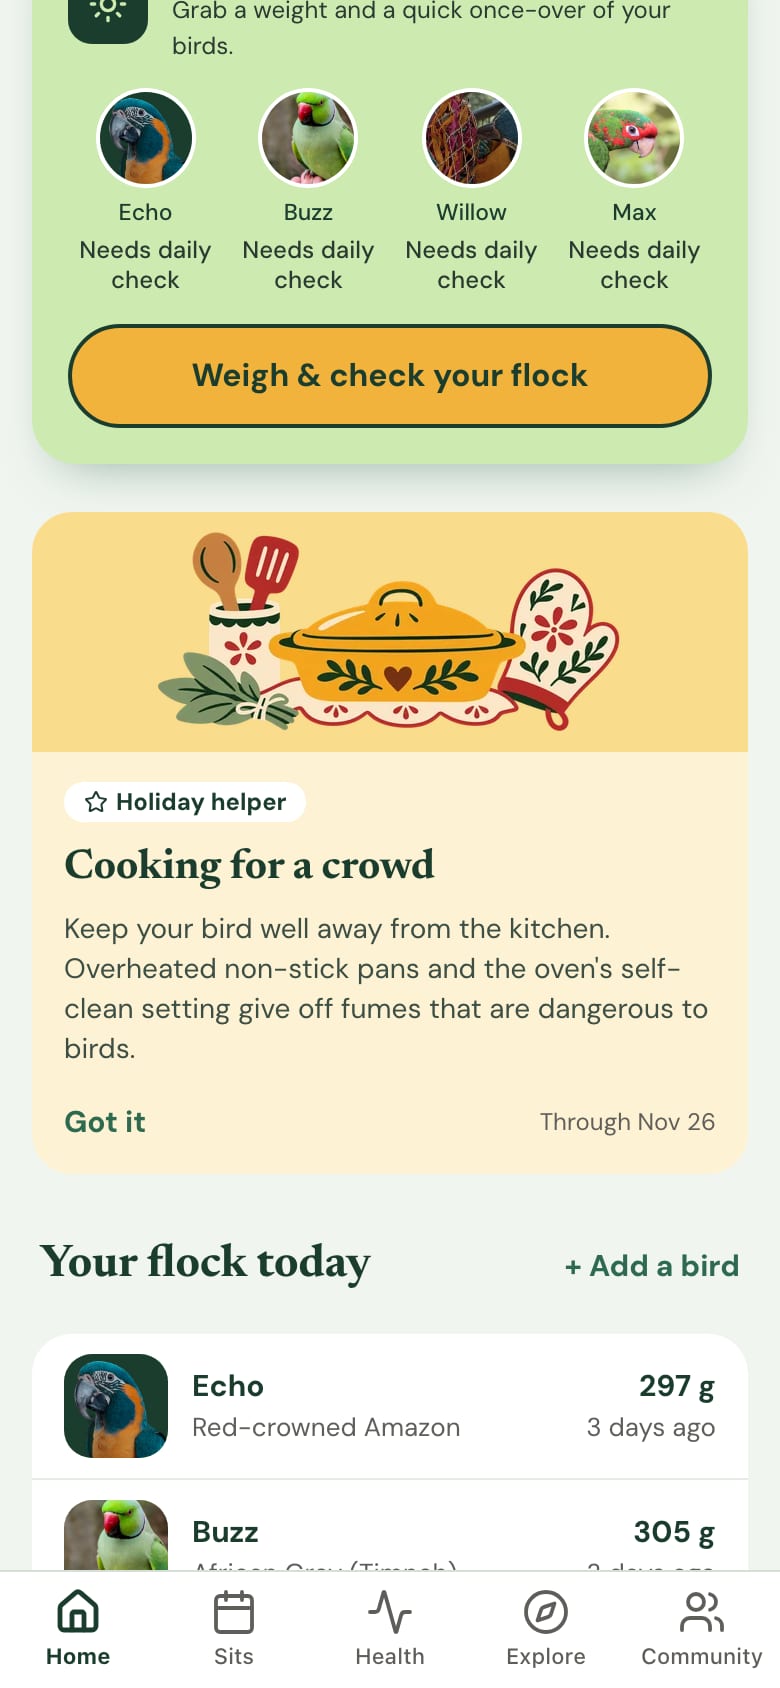 Grab a weight and a quick once-over of your
birds.
Echo
Needs daily
check
Buzz
Needs daily
check
Willow
Needs daily
check
Max
Needs daily
check
Weigh & check your flock
Holiday helper
Cooking for a crowd
Keep your bird well away from the kitchen.
Overheated non-stick pans and the oven's self-
clean setting give off fumes that are dangerous to
birds.
Got it
Through Nov 26
Your flock today
+ Add a bird
Echo
297 g
Red-crowned Amazon
3 days ago
Buzz
305 g
Home
Sits
Health
Explore
Community